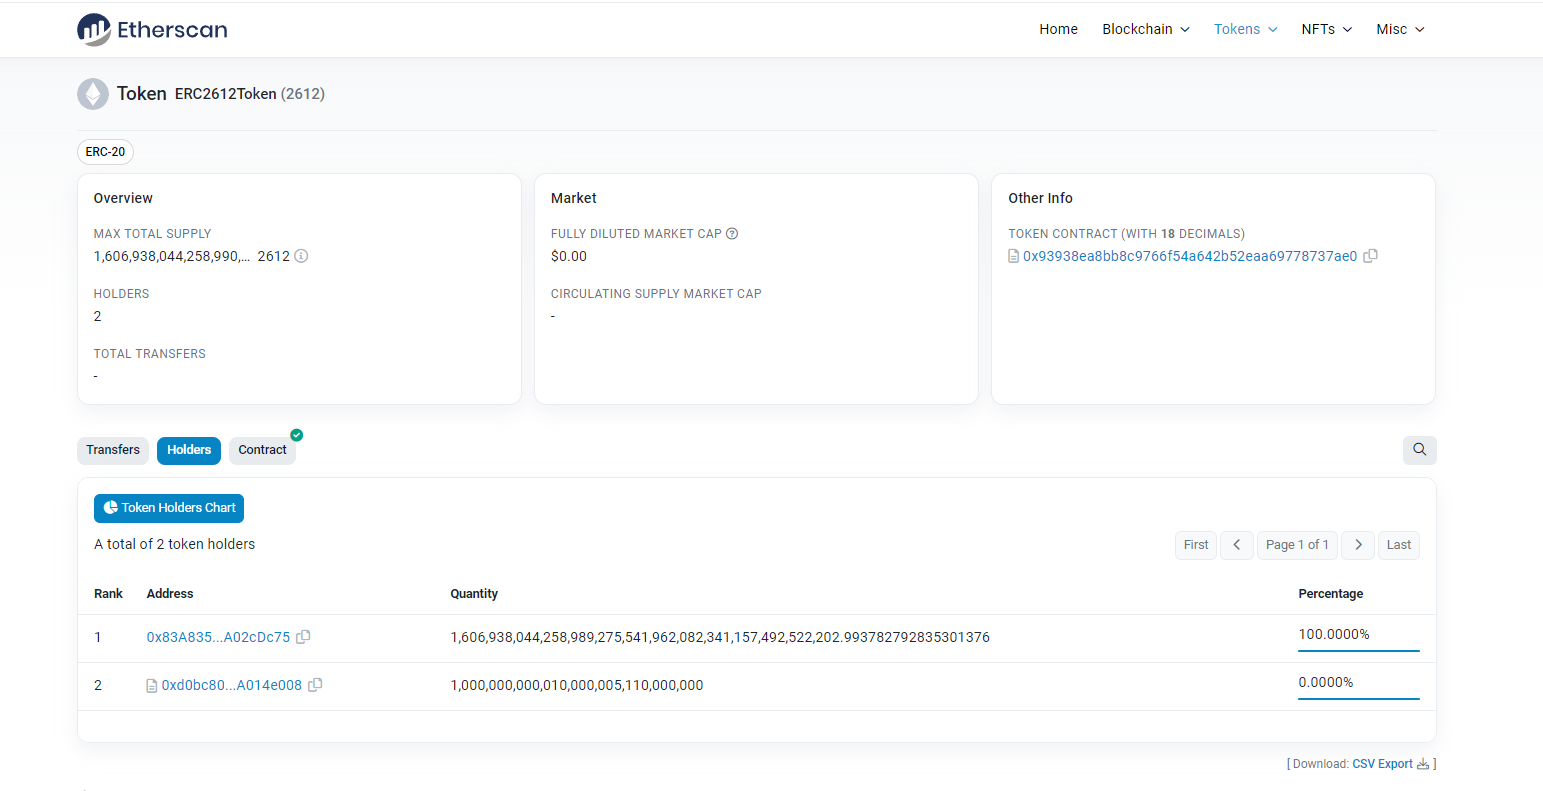 Etherscan
Home Blockchain Tokens NFTs Misc
Token ERC2612Token (2612)
ERC-20
Overview
MAX TOTAL SUPPLY
1,606,938,044,258,990,... 2612
HOLDERS
2
TOTAL TRANSFERS
-
Market
FULLY DILUTED MARKET CAP
$0.00
CIRCULATING SUPPLY MARKET CAP
-
Other Info
TOKEN CONTRACT (WITH 18 DECIMALS)
0x93938ea8bb8c9766f54a642b52eaa69778737ae0
Transfers Holders Contract
Token Holders Chart
A total of 2 token holders
First Page 1 of 1 Last
Rank Address Quantity Percentage
1 0x83A835...A02cDc75 1,606,938,044,258,989,275,541,962,082,341,157,492,522,202.993782792835301376 100.0000%
2 0xd0bc80...A014e008 1,000,000,000,010,000,005,110,000,000 0.0000%
[ Download: CSV Export ]